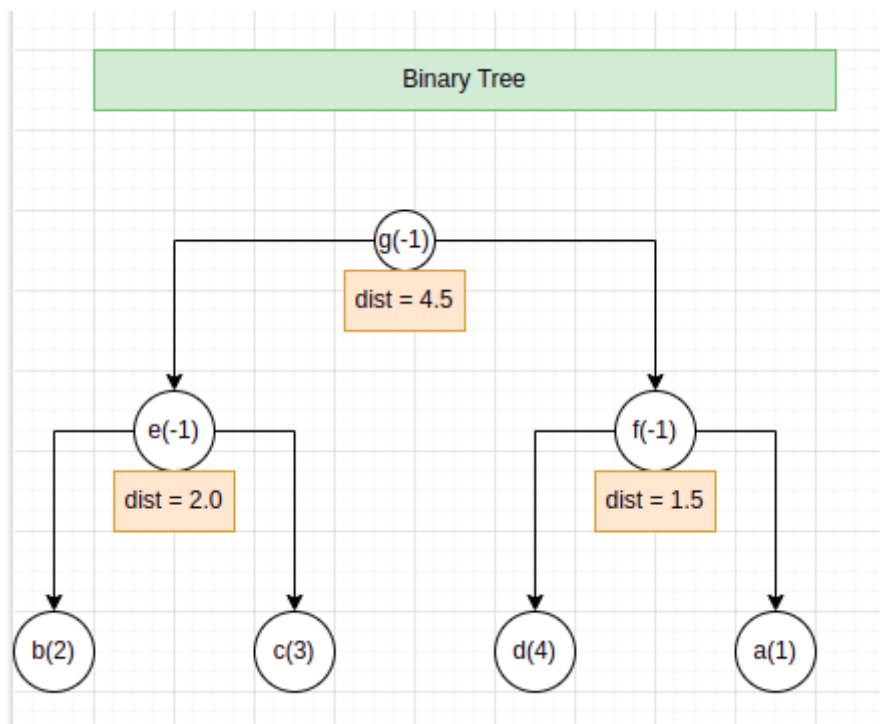 Binary Tree
g(-1)
dist = 4.5
e(-1)
f(-1)
dist = 2.0
dist = 1.5
b(2)
c(3)
d(4)
a(1)